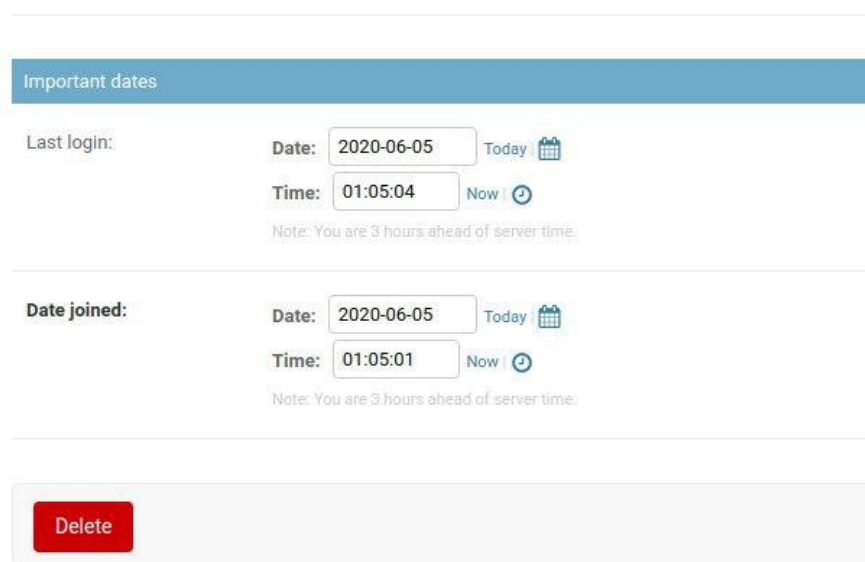 Important dates
Last login:
Date: 2020-06-05 Today
Time: 01:05:04 Now
Note: You are 3 hours ahead of server time.
Date joined:
Date: 2020-06-05 Today
Time: 01:05:01 Now
Note: You are 3 hours ahead of server time.
Delete